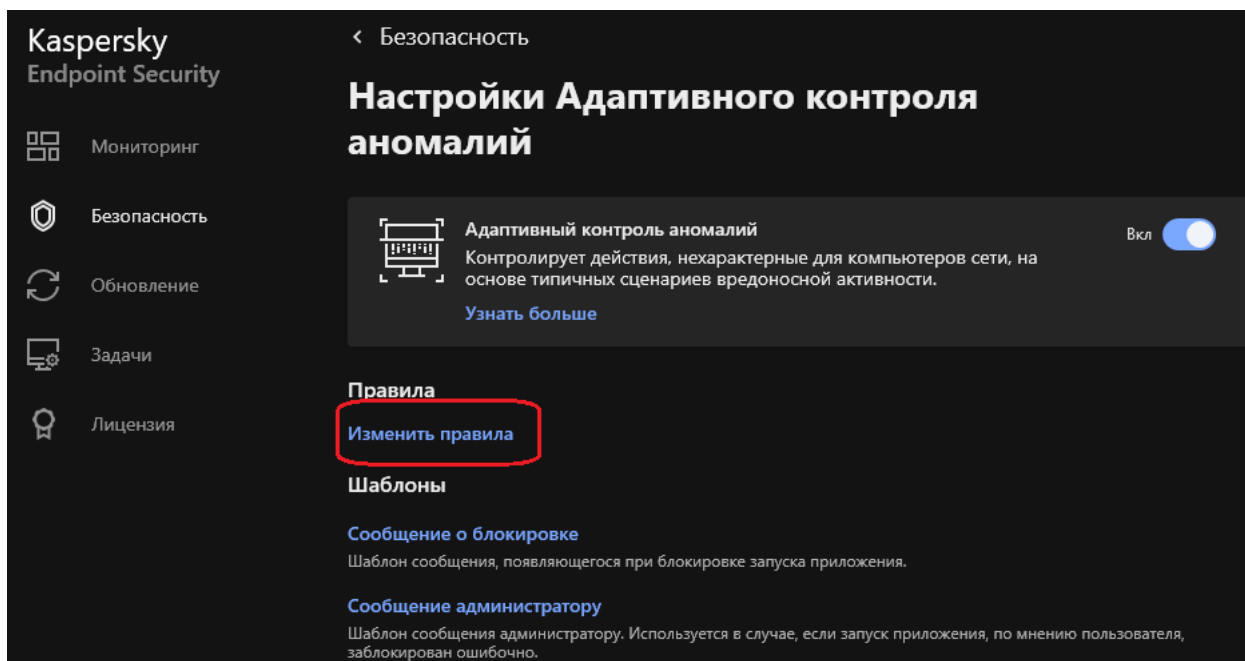 Kaspersky
Endpoint Security
Мониторинг
Безопасность
Обновление
Задачи
Лицензия
‹ Безопасность
Настройки Адаптивного контроля
аномалий
Адаптивный контроль аномалий
Контролирует действия, нехарактерные для компьютеров сети, на
основе типичных сценариев вредоносной активности.
Узнать больше
Вкл
Правила
Изменить правила
Шаблоны
Сообщение о блокировке
Шаблон сообщения, появляющегося при блокировке запуска приложения.
Сообщение администратору
Шаблон сообщения администратору. Используется в случае, если запуск приложения, по мнению пользователя,
заблокирован ошибочно.